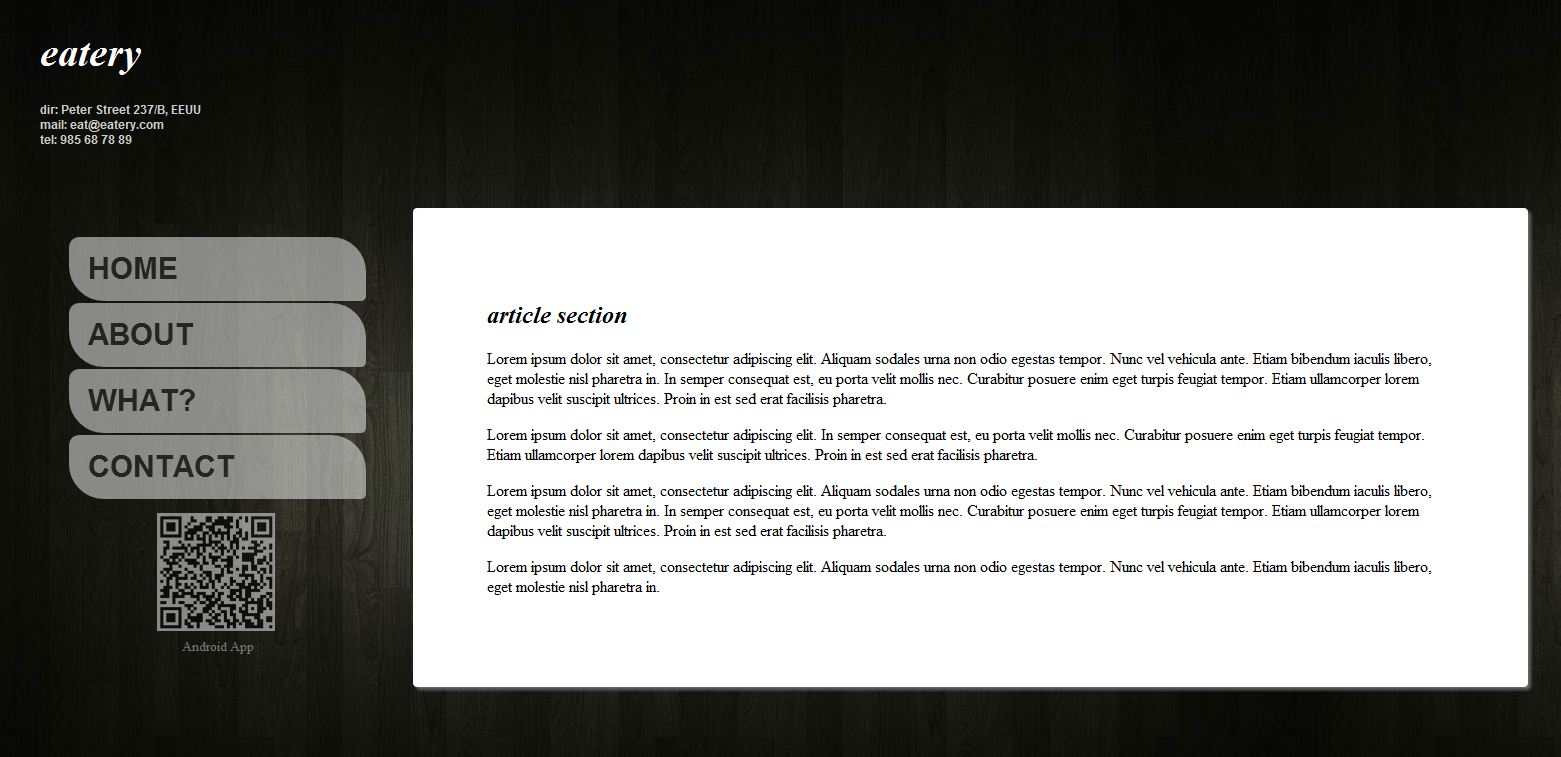 eatery
dir: Peter Street 237/B, EEUU
mail: eat@eatery.com
tel: 985 68 78 89
HOME
ABOUT
WHAT?
CONTACT
Android App
article section
Lorem ipsum dolor sit amet, consectetur adipiscing elit. Aliquam sodales urna non odio egestas tempor. Nunc vel vehicula ante. Etiam bibendum iaculis libero,
eget molestie nisl pharetra in. In semper consequat est, eu porta velit mollis nec. Curabitur posuere enim eget turpis feugiat tempor. Etiam ullamcorper lorem
dapibus velit suscipit ultrices. Proin in est sed erat facilisis pharetra.
Lorem ipsum dolor sit amet, consectetur adipiscing elit. In semper consequat est, eu porta velit mollis nec. Curabitur posuere enim eget turpis feugiat tempor.
Etiam ullamcorper lorem dapibus velit suscipit ultrices. Proin in est sed erat facilisis pharetra.
Lorem ipsum dolor sit amet, consectetur adipiscing elit. Aliquam sodales urna non odio egestas tempor. Nunc vel vehicula ante. Etiam bibendum iaculis libero,
eget molestie nisl pharetra in. In semper consequat est, eu porta velit mollis nec. Curabitur posuere enim eget turpis feugiat tempor. Etiam ullamcorper lorem
dapibus velit suscipit ultrices. Proin in est sed erat facilisis pharetra.
Lorem ipsum dolor sit amet, consectetur adipiscing elit. Aliquam sodales urna non odio egestas tempor. Nunc vel vehicula ante. Etiam bibendum iaculis libero,
eget molestie nisl pharetra in.